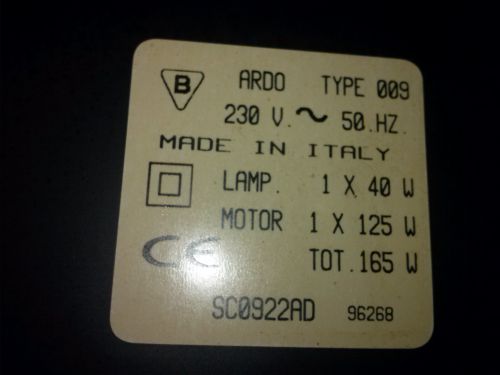 B ARDO TYPE 009
230 V. ~ 50.HZ.
MADE IN ITALY
LAMP. 1 X 40 W
MOTOR 1 X 125 W
CE TOT.165 W
SC0922AD 96268